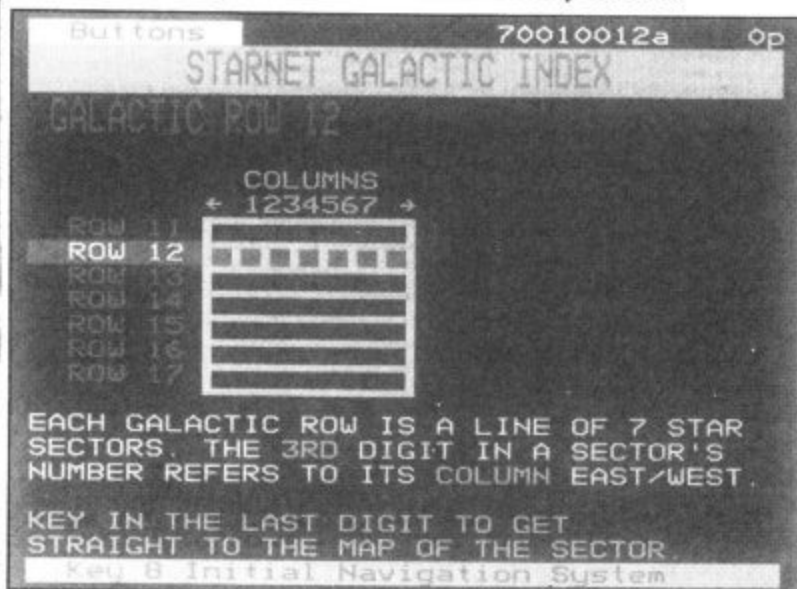 Buttons 70010012a 0p
STARNET GALACTIC INDEX
GALACTIC ROW 12
COLUMNS
← 1234567 →
ROW 11
ROW 12
ROW 13
ROW 14
ROW 15
ROW 16
ROW 17
EACH GALACTIC ROW IS A LINE OF 7 STAR
SECTORS. THE 3RD DIGIT IN A SECTOR'S
NUMBER REFERS TO ITS COLUMN EAST/WEST.
KEY IN THE LAST DIGIT TO GET
STRAIGHT TO THE MAP OF THE SECTOR.
Key 8 Initial Navigation System